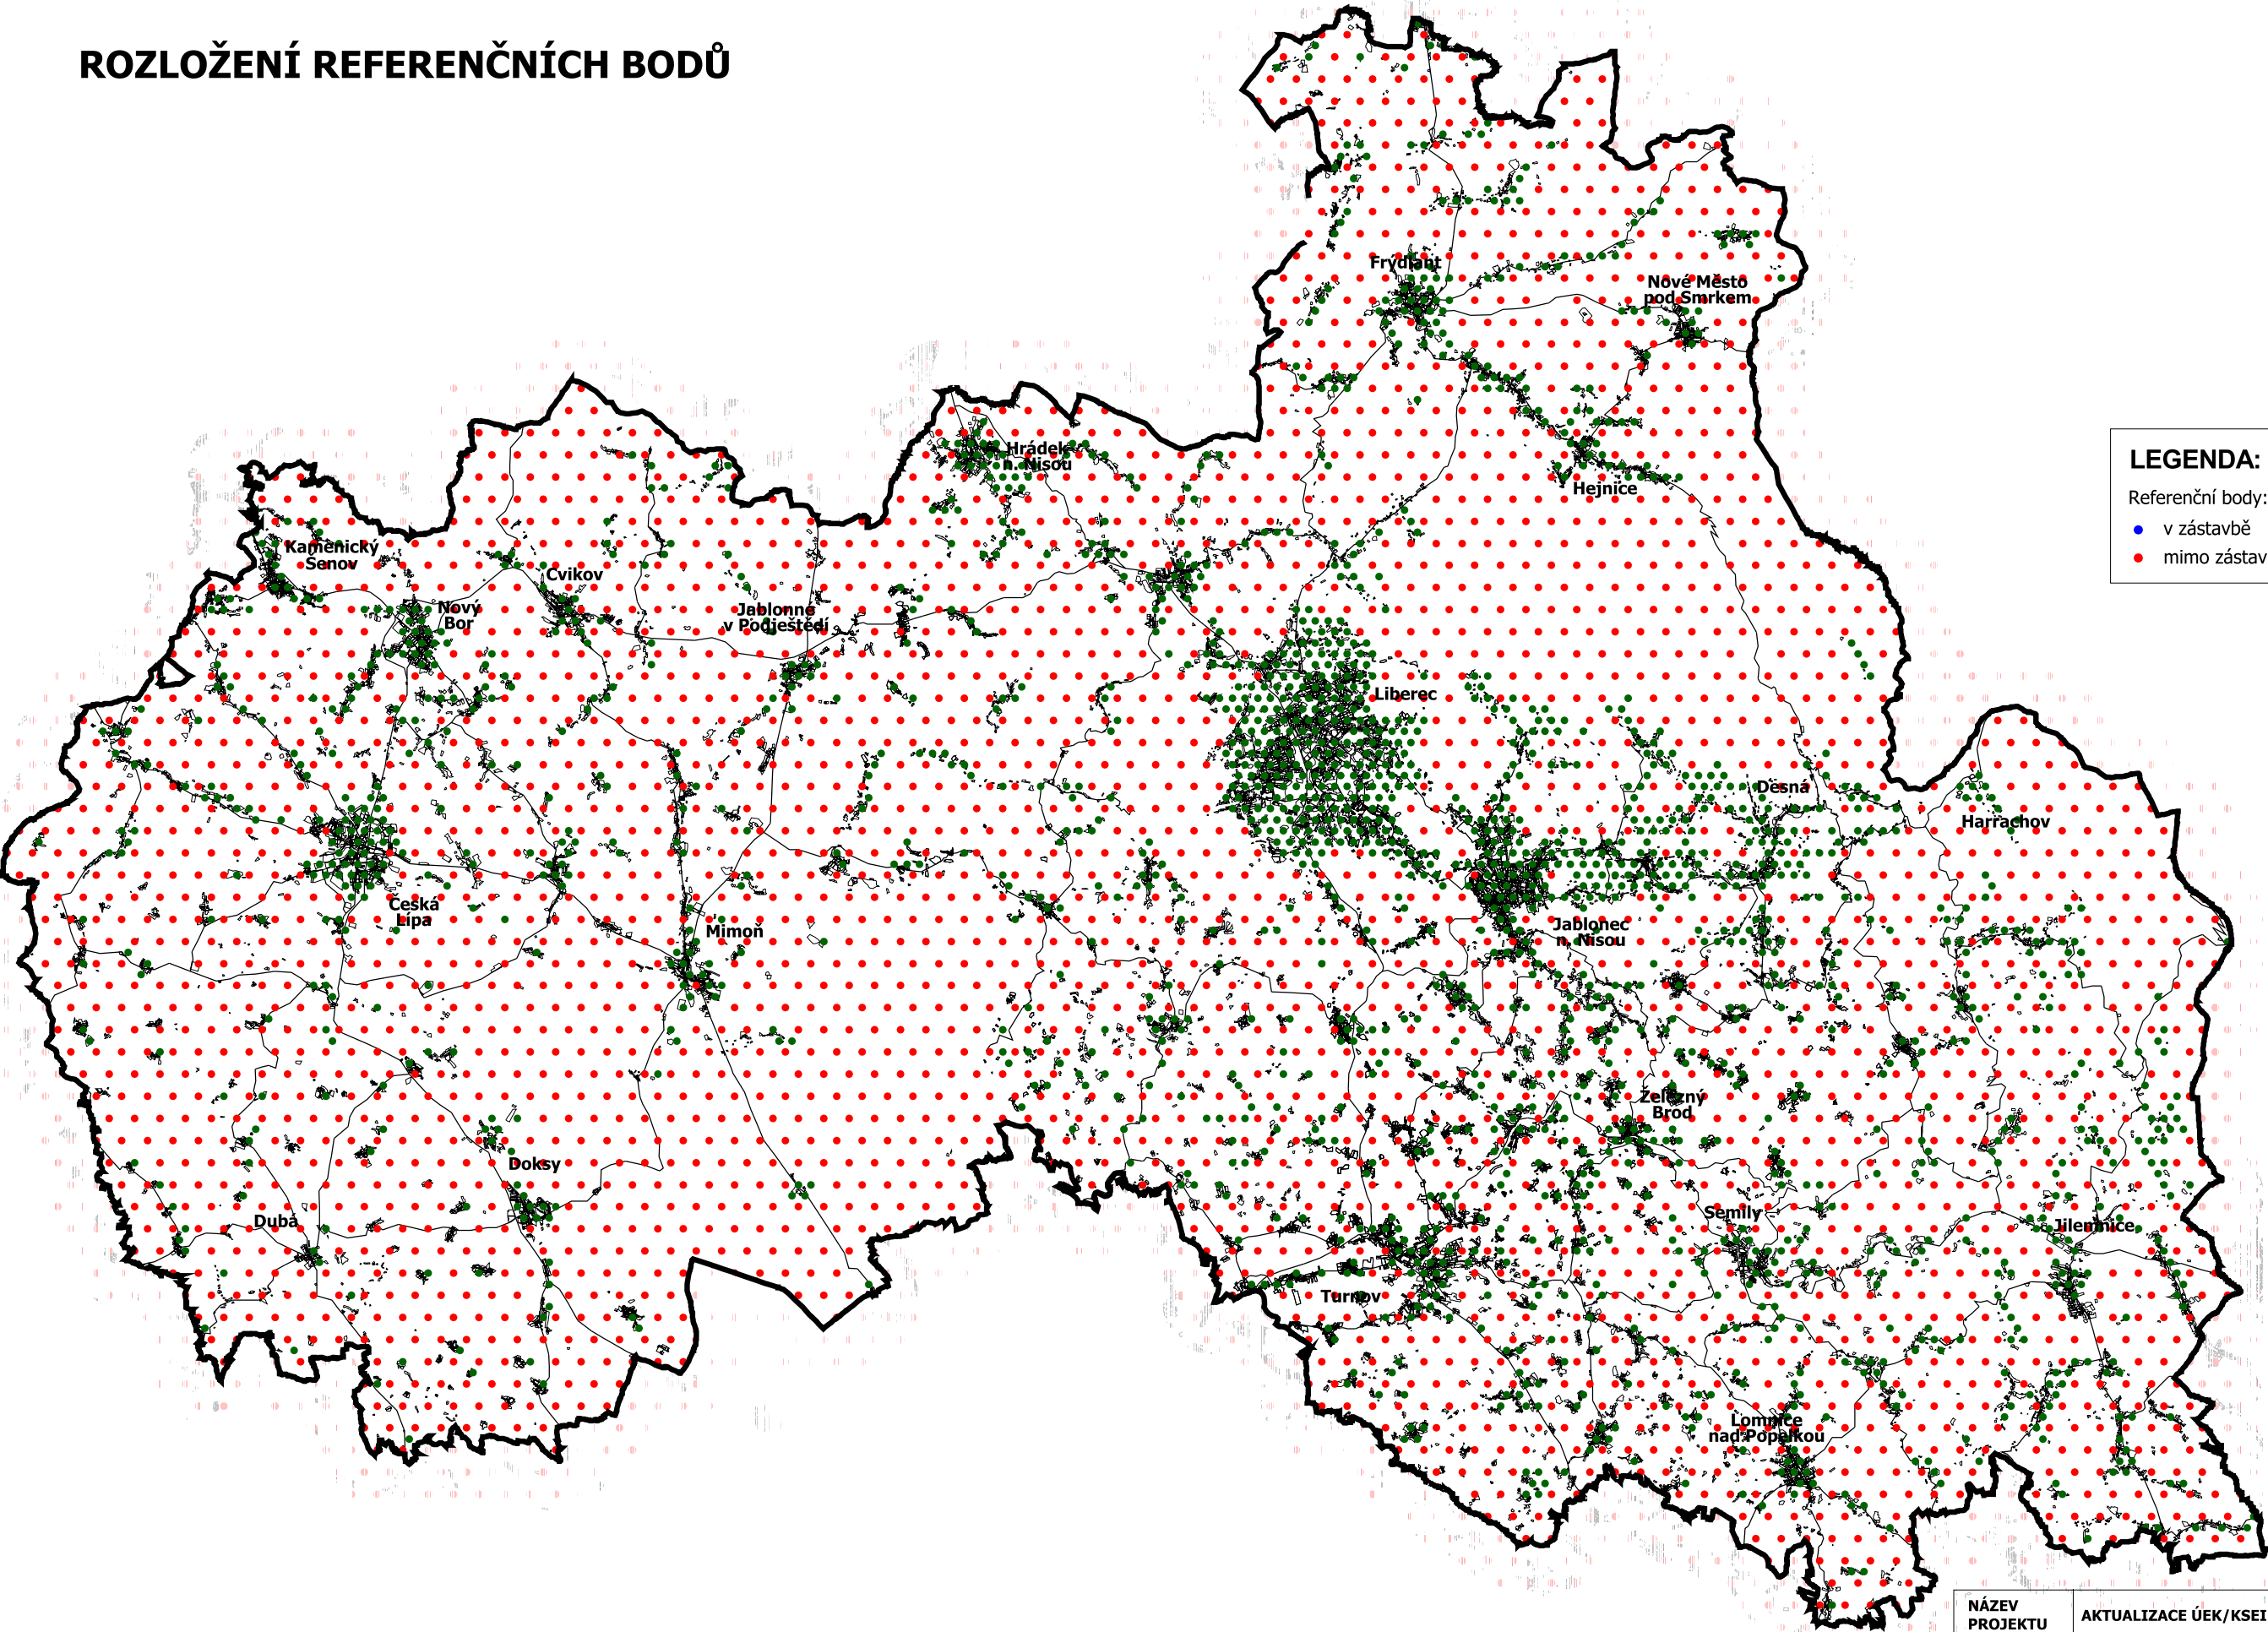 ROZLOŽENÍ REFERENČNÍCH BODŮ
Frýdlant
Nové Město
pod Smrkem
Hrádek
n. Nisou
Hejnice
LEGENDA:
Referenční body:
v zástavbě
mimo zástav
Kamenický
Šenov
Cvikov
Nový
Bor
Jablonné
v Podještědí
Liberec
Desná
Harrachov
Česká
Lípa
Mimoň
Jablonec
n. Nisou
Železný
Brod
Doksy
Dubá
Semily
Jilemnice
Turnov
Lomnice
nad Popelkou
NÁZEV
PROJEKTU
AKTUALIZACE ÚEK/KSEI